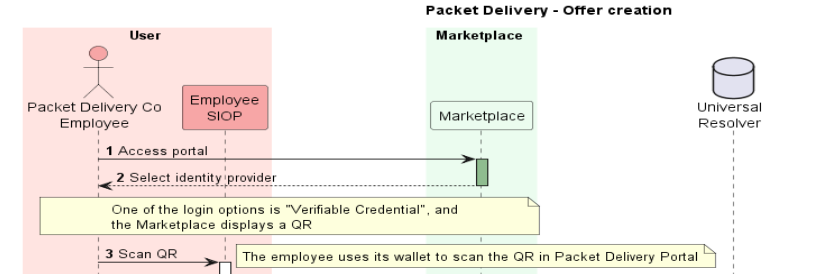 Packet Delivery - Offer creation
User
Marketplace
Packet Delivery Co
Employee
Employee
SIOP
Marketplace
Universal
Resolver
1 Access portal
2 Select identity provider
One of the login options is "Verifiable Credential", and
the Marketplace displays a QR
3 Scan QR
The employee uses its wallet to scan the QR in Packet Delivery Portal